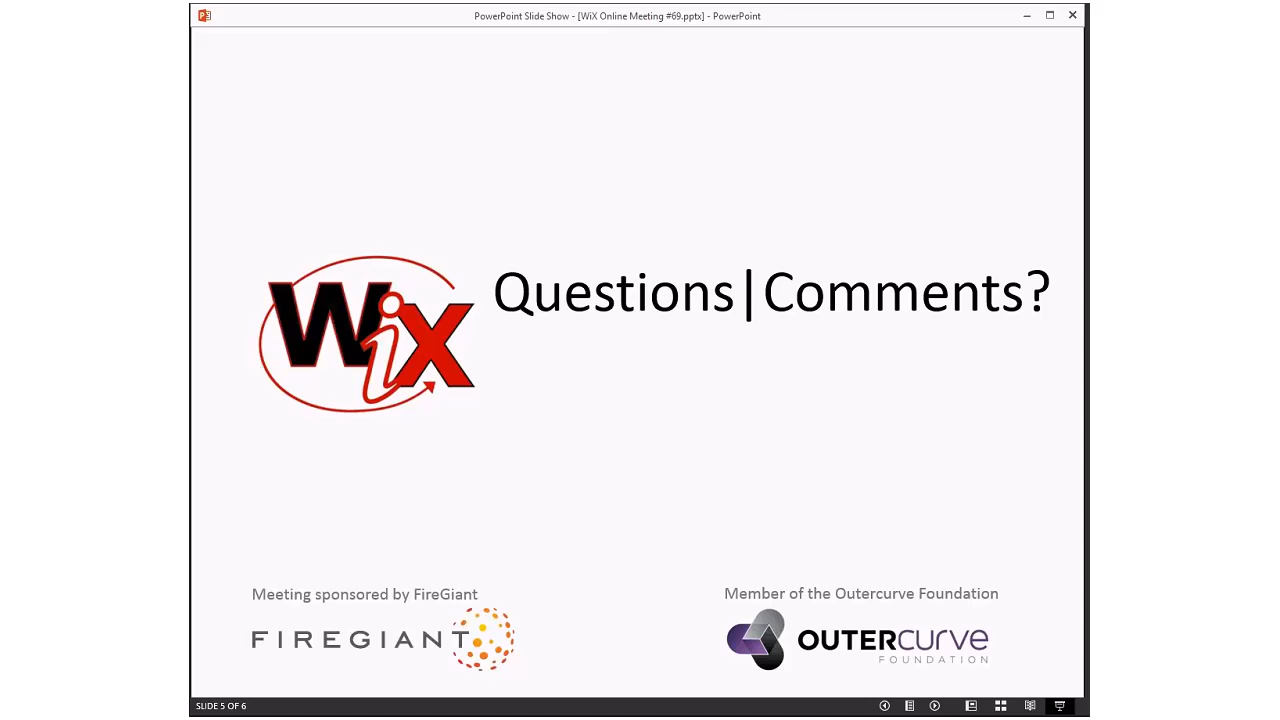 PowerPoint Slide Show - [WiX Online Meeting #69.pptx] - PowerPoint
WiX
Questions|Comments?
Meeting sponsored by FireGiant
FIREGIANT
Member of the Outercurve Foundation
OUTERCURVE
FOUNDATION
SLIDE 5 OF 6